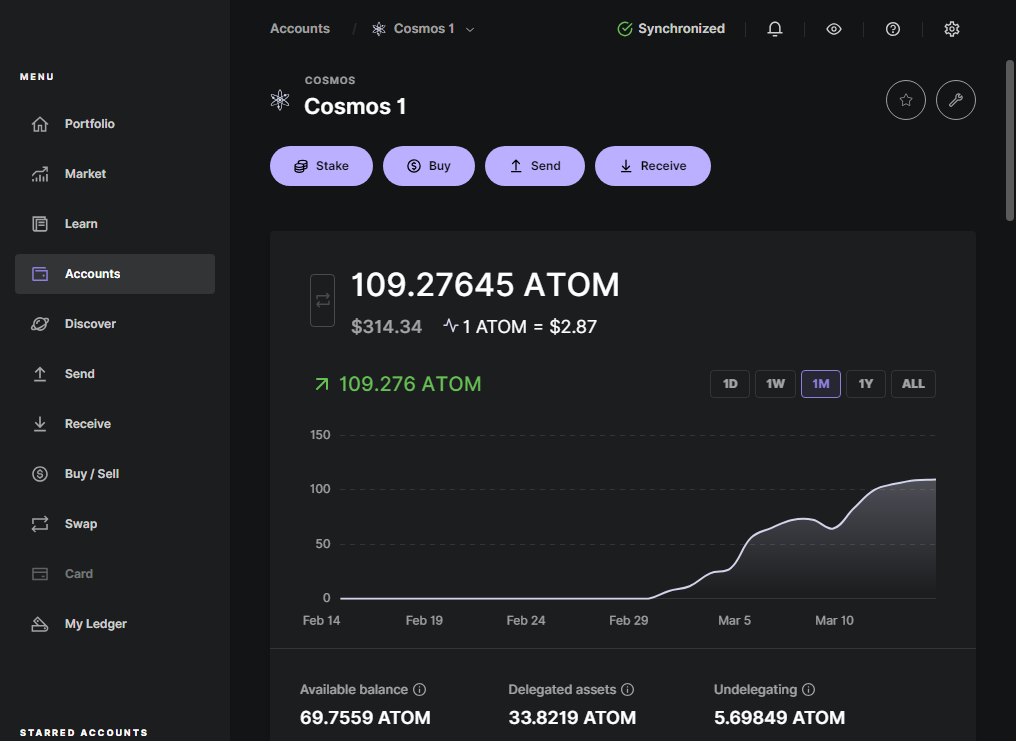 MENU
Portfolio
Market
Learn
Accounts
Discover
Send
Receive
Buy / Sell
Swap
Card
My Ledger
STARRED ACCOUNTS
Accounts / Cosmos 1
Synchronized
COSMOS
Cosmos 1
Stake Buy Send Receive
109.27645 ATOM
$314.34 1 ATOM = $2.87
109.276 ATOM
1D 1W 1M 1Y ALL
150
100
50
0
Feb 14 Feb 19 Feb 24 Feb 29 Mar 5 Mar 10
Available balance Delegated assets Undelegating
69.7559 ATOM 33.8219 ATOM 5.69849 ATOM